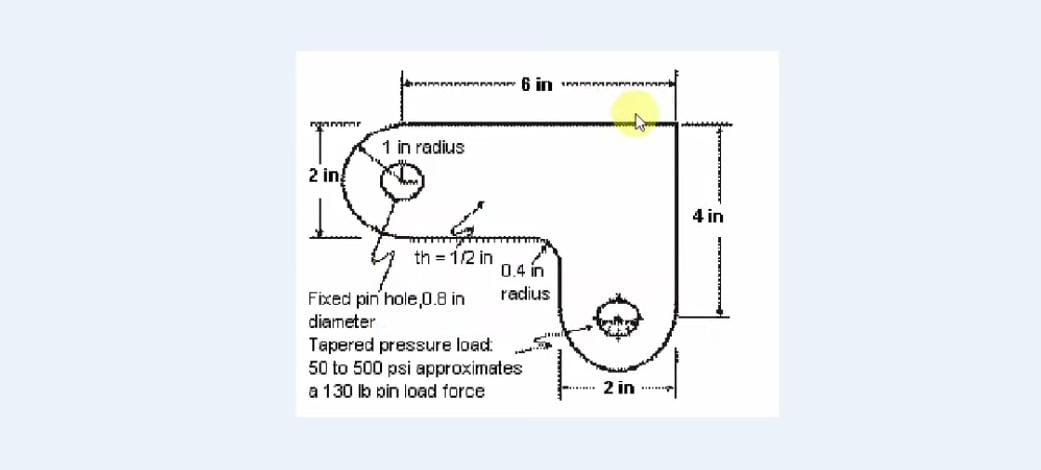 6 in
1 in radius
2 in
4 in
th = 1/2 in
0.4 in
radius
Fixed pin hole,0.8 in
diameter
Tapered pressure load:
50 to 500 psi approximates
a 130 lb pin load force
2 in